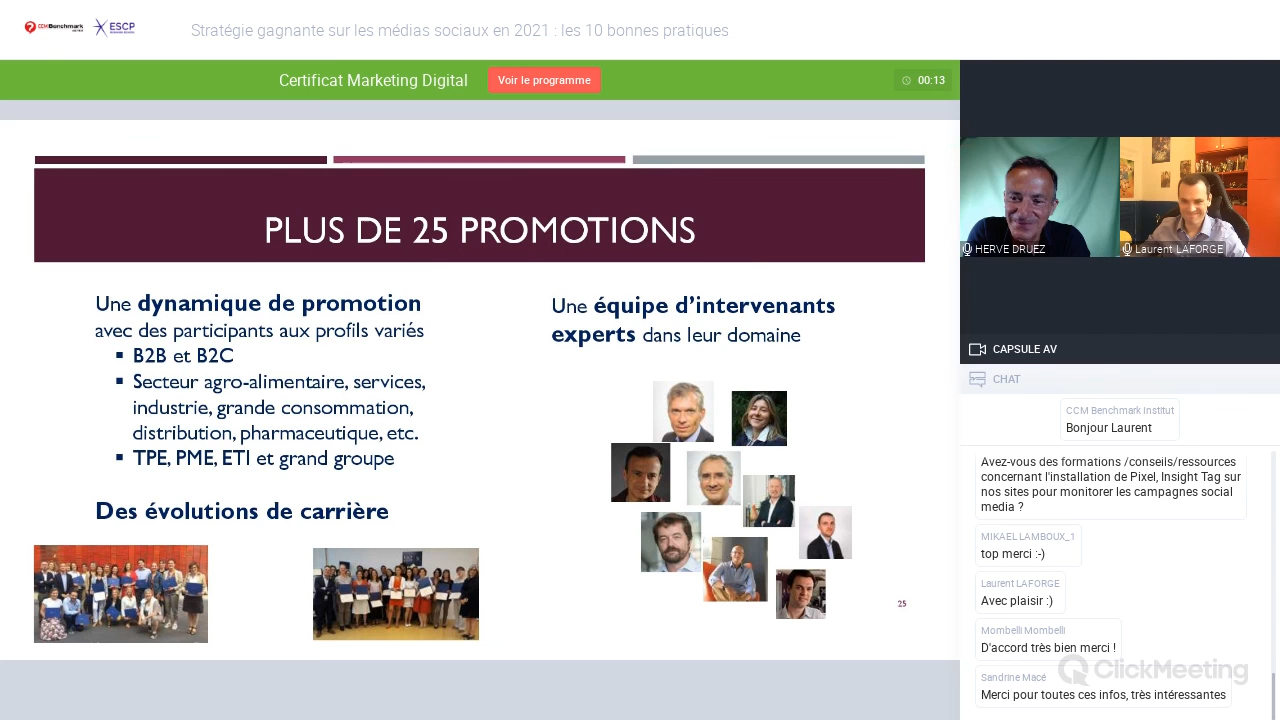 CCM Benchmark
ESCP
BUSINESS SCHOOL
Stratégie gagnante sur les médias sociaux en 2021 : les 10 bonnes pratiques
Certificat Marketing Digital
Voir le programme
00:13
PLUS DE 25 PROMOTIONS
Une dynamique de promotion
avec des participants aux profils variés
B2B et B2C
Secteur agro-alimentaire, services,
industrie, grande consommation,
distribution, pharmaceutique, etc.
TPE, PME, ETI et grand groupe
Des évolutions de carrière
Une équipe d’intervenants
experts dans leur domaine
25
HERVE DRUEZ
Laurent LAFORGE
CAPSULE AV
CHAT
CCM Benchmark Institut
Bonjour Laurent
Avez-vous des formations /conseils/ressources
concernant l'installation de Pixel, Insight Tag sur
nos sites pour monitorer les campagnes social
media ?
MIKAEL LAMBOUX_1
top merci :-)
Laurent LAFORGE
Avec plaisir :)
Mombelli Mombelli
D'accord très bien merci !
Sandrine Macé
Merci pour toutes ces infos, très intéressantes
ClickMeeting